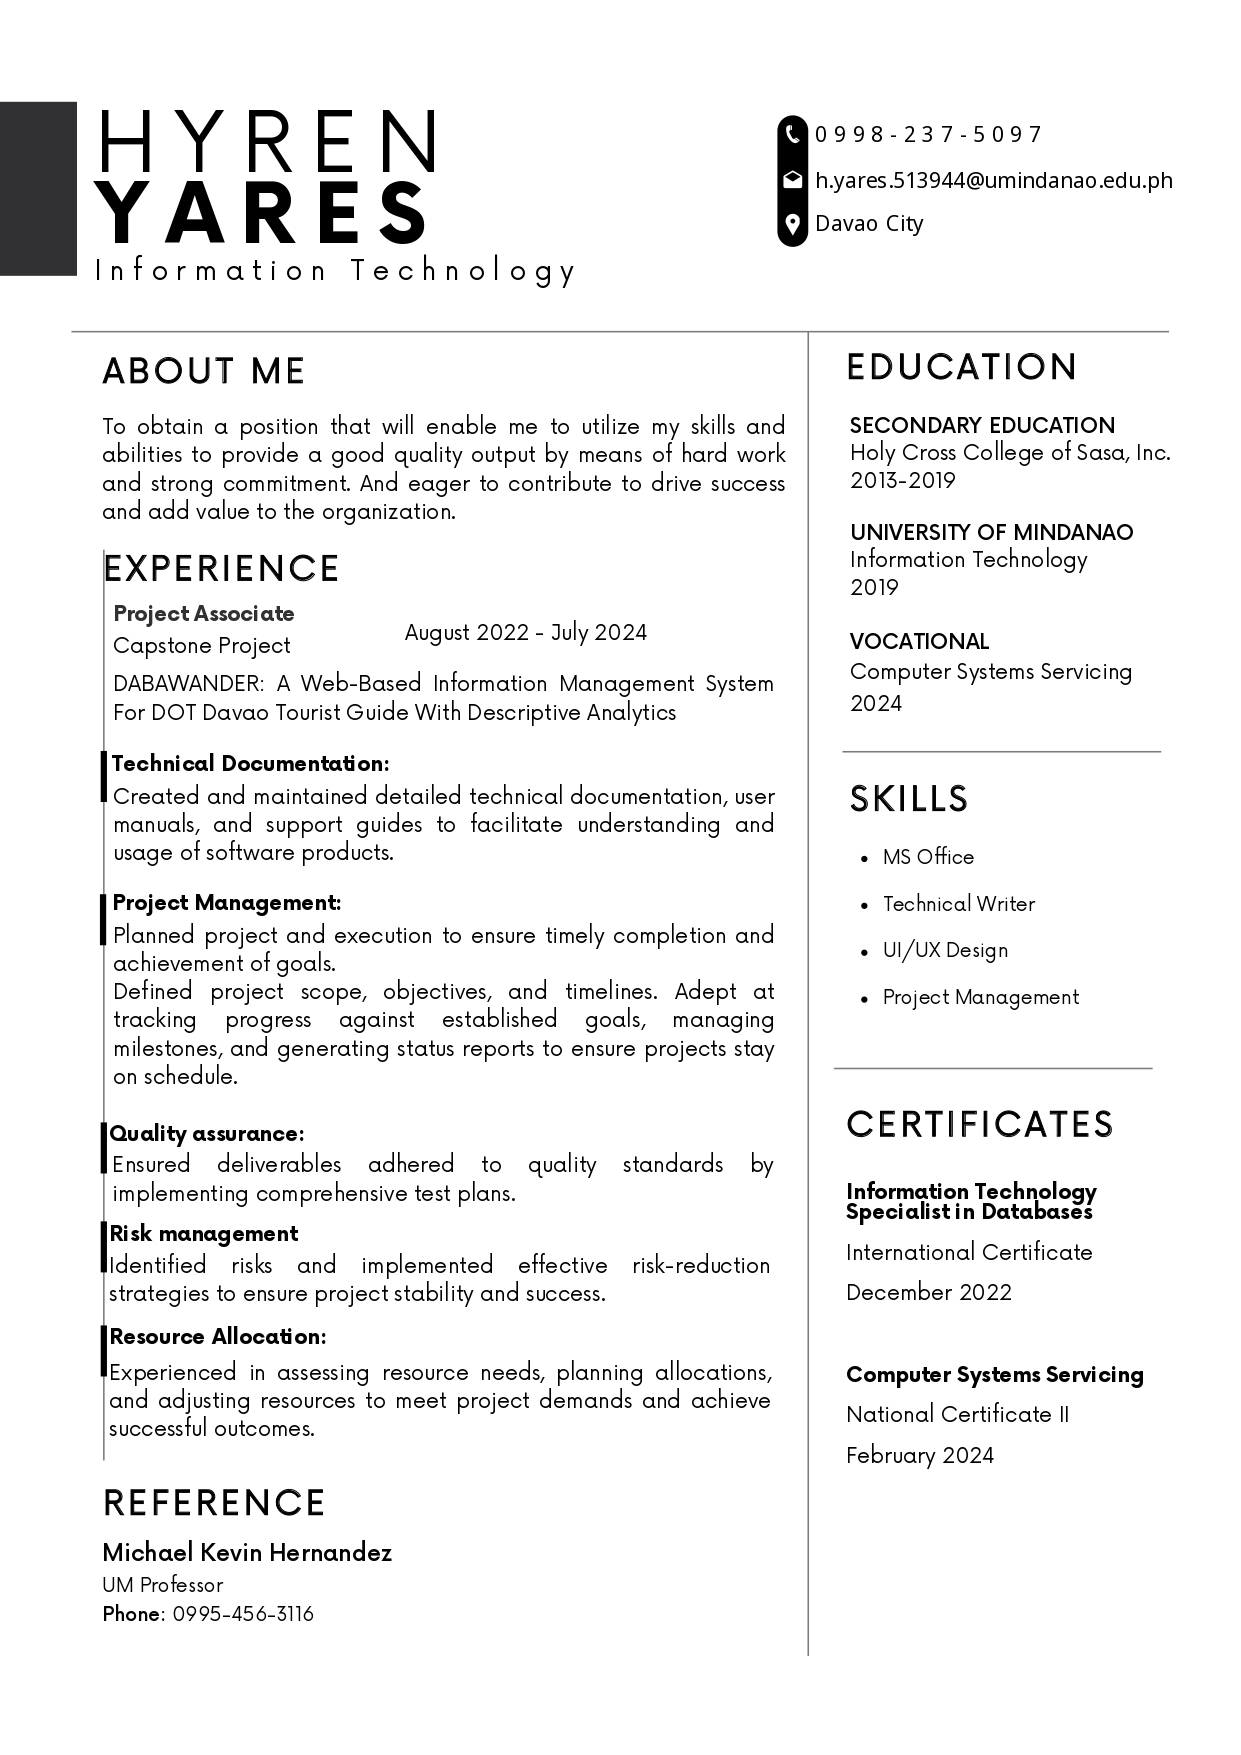 HYREN
YARES
Information Technology
0998-237-5097
h.yares.513944@umindanao.edu.ph
Davao City
ABOUT ME
To obtain a position that will enable me to utilize my skills and
abilities to provide a good quality output by means of hard work
and strong commitment. And eager to contribute to drive success
and add value to the organization.
EXPERIENCE
Project Associate
Capstone Project
August 2022 - July 2024
DABAWANDER: A Web-Based Information Management System
For DOT Davao Tourist Guide With Descriptive Analytics
Technical Documentation:
Created and maintained detailed technical documentation, user
manuals, and support guides to facilitate understanding and
usage of software products.
Project Management:
Planned project and execution to ensure timely completion and
achievement of goals.
Defined project scope, objectives, and timelines. Adept at
tracking progress against established goals, managing
milestones, and generating status reports to ensure projects stay
on schedule.
Quality assurance:
Ensured deliverables adhered to quality standards by
implementing comprehensive test plans.
Risk management
Identified risks and implemented effective risk-reduction
strategies to ensure project stability and success.
Resource Allocation:
Experienced in assessing resource needs, planning allocations,
and adjusting resources to meet project demands and achieve
successful outcomes.
REFERENCE
Michael Kevin Hernandez
UM Professor
Phone: 0995-456-3116
EDUCATION
SECONDARY EDUCATION
Holy Cross College of Sasa, Inc.
2013-2019
UNIVERSITY OF MINDANAO
Information Technology
2019
VOCATIONAL
Computer Systems Servicing
2024
SKILLS
• MS Office
• Technical Writer
• UI/UX Design
• Project Management
CERTIFICATES
Information Technology
Specialist in Databases
International Certificate
December 2022
Computer Systems Servicing
National Certificate II
February 2024